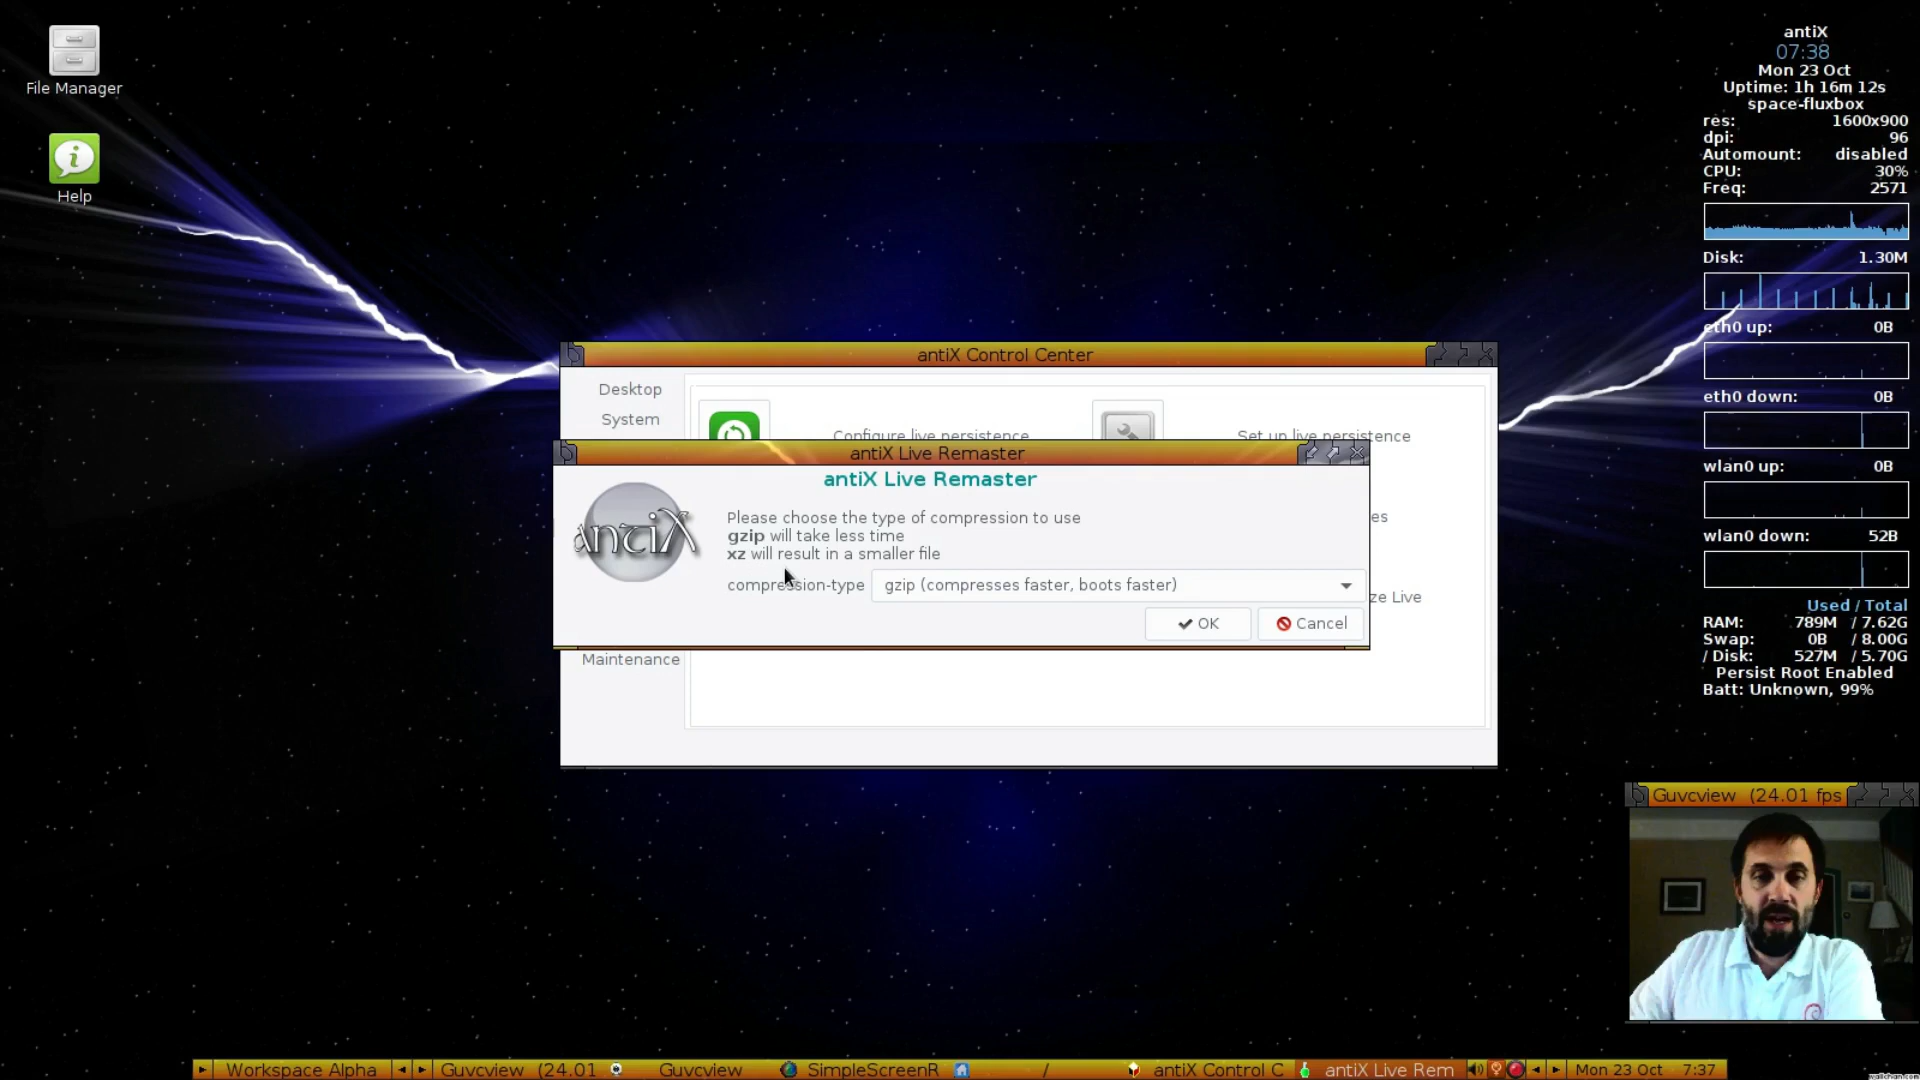 File Manager
Help
antiX
07:38
Mon 23 Oct
Uptime: 1h 16m 12s
space-fluxbox
res: 1600x900
dpi: 96
Automount: disabled
CPU: 30%
Freq: 2571
Disk: 1.30M
eth0 up: 0B
eth0 down: 0B
wlan0 up: 0B
wlan0 down: 52B
Used / Total
RAM: 789M / 7.62G
Swap: 0B / 8.00G
/ Disk: 527M / 5.70G
Persist Root Enabled
Batt: Unknown, 99%
antiX Control Center
Desktop
System
Configure live persistence
Set up live persistence
antiX Live Remaster
antiX Live Remaster
antiX
Please choose the type of compression to use
gzip will take less time
xz will result in a smaller file
compression-type gzip (compresses faster, boots faster)
OK Cancel
es
ze Live
Maintenance
Guvcview (24.01 fps
Workspace Alpha Guvcview (24.01 Guvcview SimpleScreenR / antiX Control C antiX Live Rem Mon 23 Oct 7:37